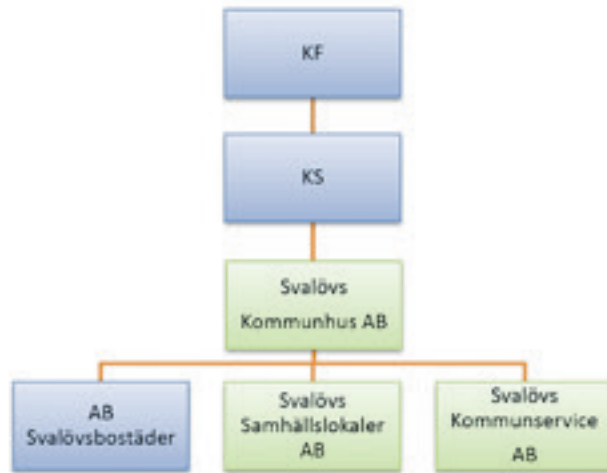 KF
KS
Svalövs
Kommunhus AB
AB
Svalövsbostäder
Svalövs
Samhällslokaler
AB
Svalövs
Kommunservice
AB